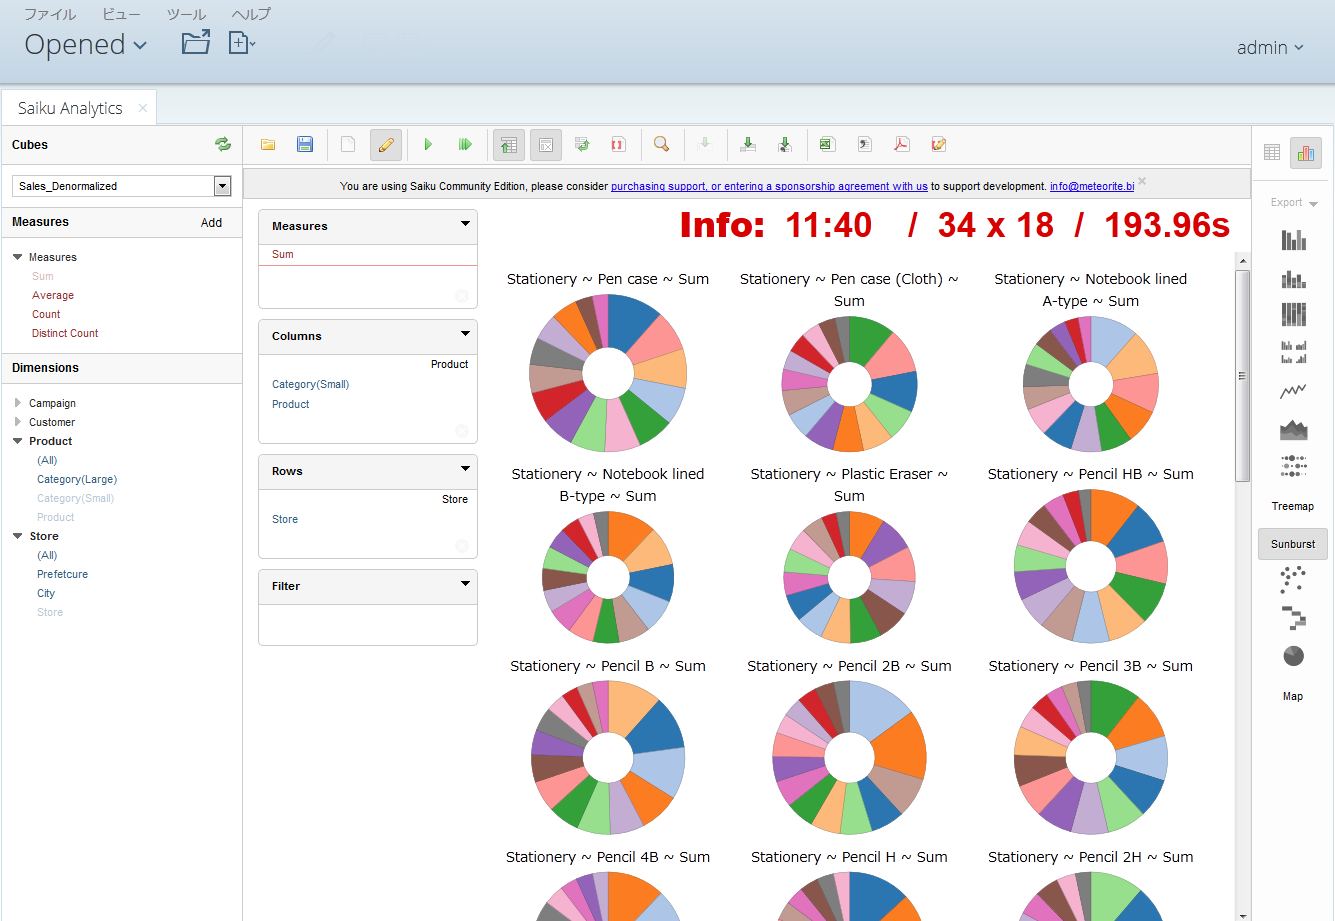 ファイル ビュー ツール ヘルプ
Opened
admin
Saiku Analytics ×
Cubes
Sales_Denormalized
Measures Add
Measures
Sum
Average
Count
Distinct Count
Dimensions
Campaign
Customer
Product
(All)
Category(Large)
Category(Small)
Product
Store
(All)
Prefetcure
City
Store
You are using Saiku Community Edition, please consider purchasing support, or entering a sponsorship agreement with us to support development. info@meteorite.bi
Measures
Sum
Columns
Product
Category(Small)
Product
Rows
Store
Store
Filter
Info: 11:40 / 34 x 18 / 193.96s
Stationery ~ Pen case ~ Sum
Stationery ~ Pen case (Cloth) ~
Sum
Stationery ~ Notebook lined
A-type ~ Sum
Stationery ~ Notebook lined
B-type ~ Sum
Stationery ~ Plastic Eraser ~
Sum
Stationery ~ Pencil HB ~ Sum
Stationery ~ Pencil B ~ Sum
Stationery ~ Pencil 2B ~ Sum
Stationery ~ Pencil 3B ~ Sum
Stationery ~ Pencil 4B ~ Sum
Stationery ~ Pencil H ~ Sum
Stationery ~ Pencil 2H ~ Sum
Export
Treemap
Sunburst
Map